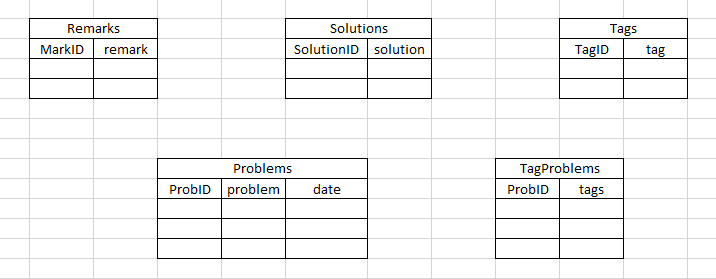 Remarks
MarkID remark
Solutions
SolutionID solution
Tags
TagID tag
Problems
ProbID problem date
TagProblems
ProbID tags